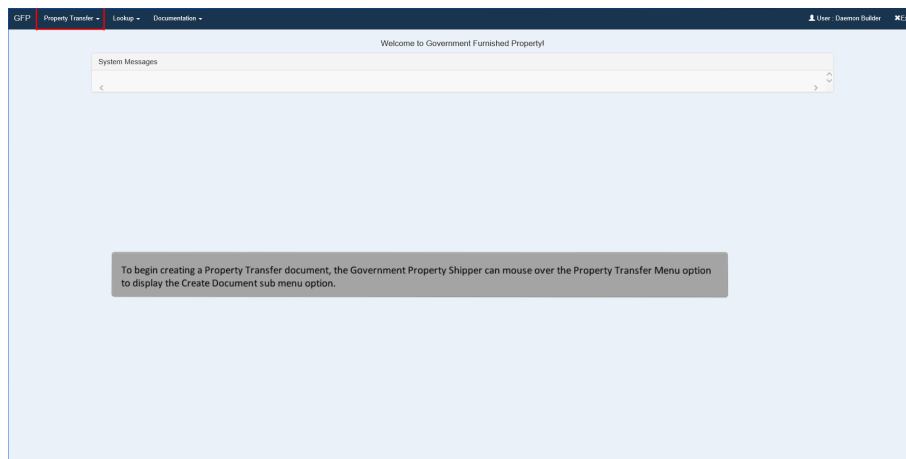 GFP Property Transfer Lookup Documentation User : Daemon Builder
Welcome to Government Furnished Property!
System Messages
To begin creating a Property Transfer document, the Government Property Shipper can mouse over the Property Transfer Menu option
to display the Create Document sub menu option.